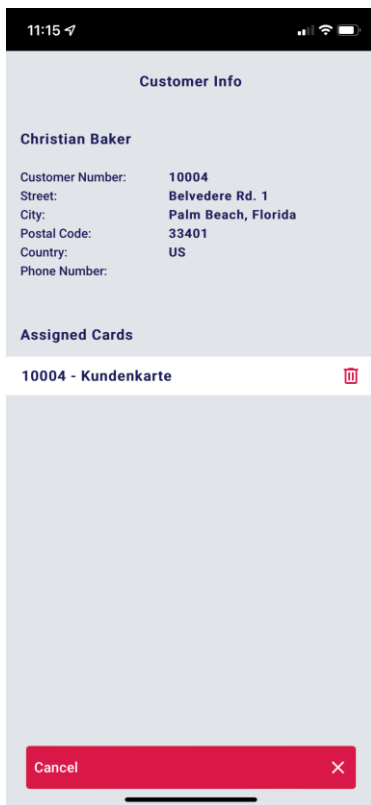 11:15
Customer Info
Christian Baker
Customer Number: 10004
Street: Belvedere Rd. 1
City: Palm Beach, Florida
Postal Code: 33401
Country: US
Phone Number:
Assigned Cards
10004 - Kundenkarte
Cancel